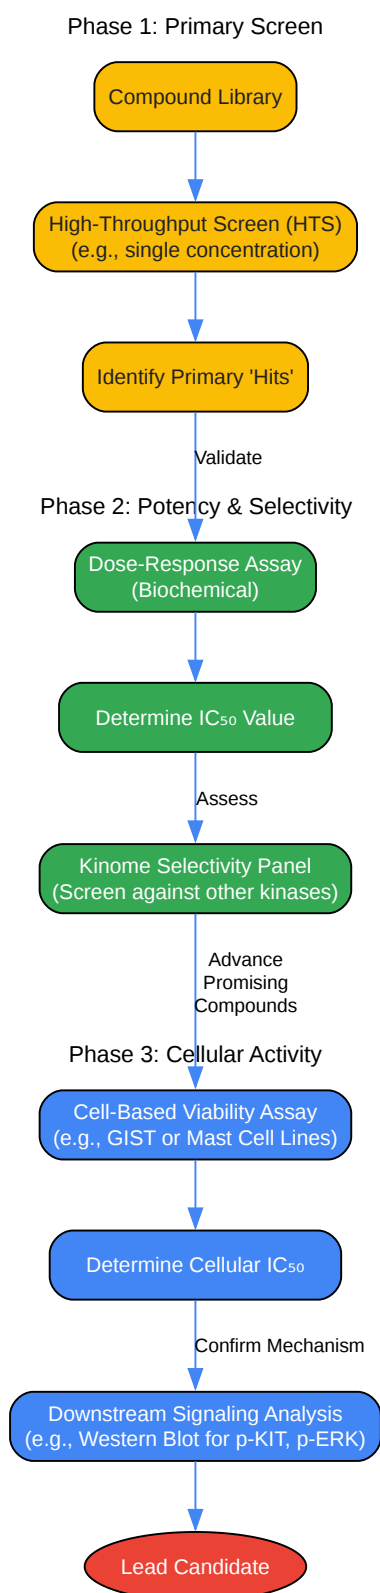 Phase 1: Primary Screen
Compound Library
High-Throughput Screen (HTS)
(e.g., single concentration)
Identify Primary 'Hits'
Validate
Phase 2: Potency & Selectivity
Dose-Response Assay
(Biochemical)
Determine IC₅₀ Value
Assess
Kinome Selectivity Panel
(Screen against other kinases)
Advance
Promising
Compounds
Phase 3: Cellular Activity
Cell-Based Viability Assay
(e.g., GIST or Mast Cell Lines)
Determine Cellular IC₅₀
Confirm Mechanism
Downstream Signaling Analysis
(e.g., Western Blot for p-KIT, p-ERK)
Lead Candidate